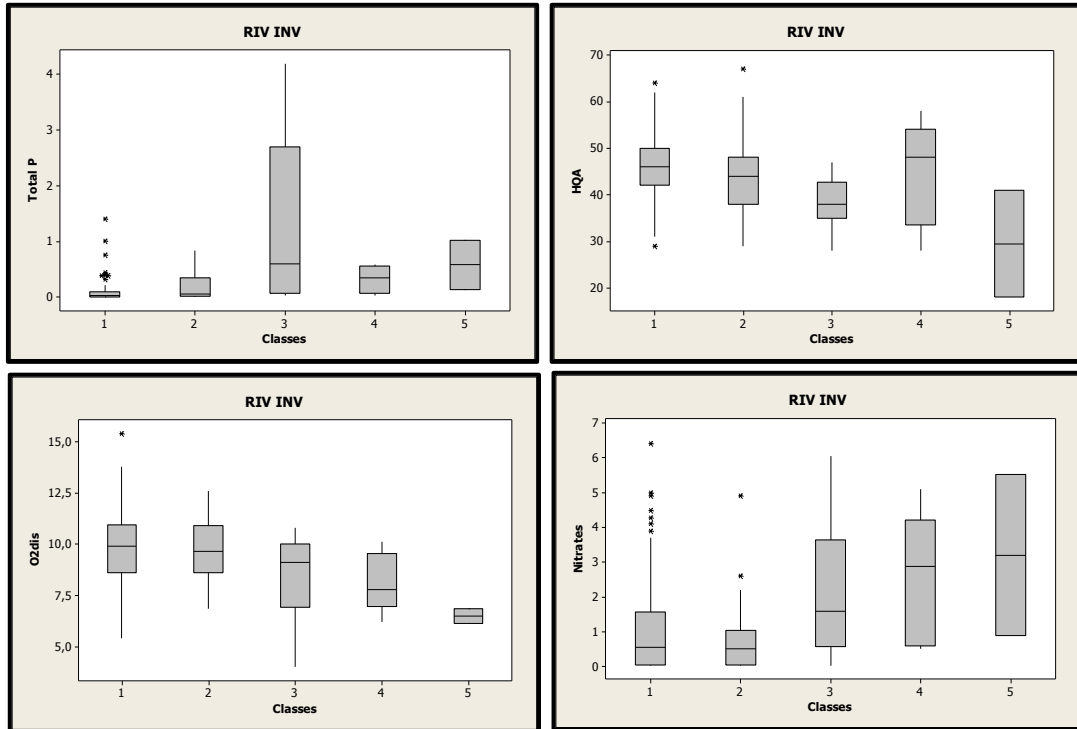 RIV INV
Total P
4
3
2
1
0
1 2 3 4 5
Classes
RIV INV
HQA
70
60
50
40
30
20
1 2 3 4 5
Classes
RIV INV
O2dis
15,0
12,5
10,0
7,5
5,0
1 2 3 4 5
Classes
RIV INV
Nitrates
7
6
5
4
3
2
1
0
1 2 3 4 5
Classes